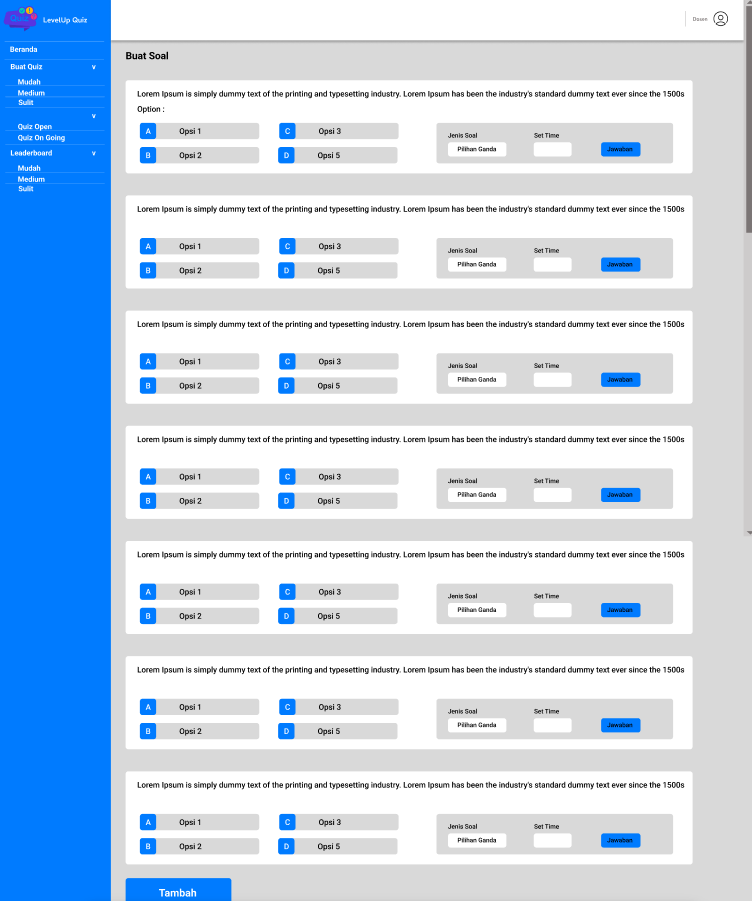 Quiz
LevelUp Quiz
Dosen
Beranda
Buat Quiz
Mudah
Medium
Sulit
Quiz Open
Quiz On Going
Leaderboard
Mudah
Medium
Sulit
Buat Soal
Lorem Ipsum is simply dummy text of the printing and typesetting industry. Lorem Ipsum has been the industry's standard dummy text ever since the 1500s
Option :
A Opsi 1 C Opsi 3
B Opsi 2 D Opsi 5
Jenis Soal Set Time
Pilihan Ganda Jawaban
Lorem Ipsum is simply dummy text of the printing and typesetting industry. Lorem Ipsum has been the industry's standard dummy text ever since the 1500s
A Opsi 1 C Opsi 3
B Opsi 2 D Opsi 5
Jenis Soal Set Time
Pilihan Ganda Jawaban
Lorem Ipsum is simply dummy text of the printing and typesetting industry. Lorem Ipsum has been the industry's standard dummy text ever since the 1500s
A Opsi 1 C Opsi 3
B Opsi 2 D Opsi 5
Jenis Soal Set Time
Pilihan Ganda Jawaban
Lorem Ipsum is simply dummy text of the printing and typesetting industry. Lorem Ipsum has been the industry's standard dummy text ever since the 1500s
A Opsi 1 C Opsi 3
B Opsi 2 D Opsi 5
Jenis Soal Set Time
Pilihan Ganda Jawaban
Lorem Ipsum is simply dummy text of the printing and typesetting industry. Lorem Ipsum has been the industry's standard dummy text ever since the 1500s
A Opsi 1 C Opsi 3
B Opsi 2 D Opsi 5
Jenis Soal Set Time
Pilihan Ganda Jawaban
Lorem Ipsum is simply dummy text of the printing and typesetting industry. Lorem Ipsum has been the industry's standard dummy text ever since the 1500s
A Opsi 1 C Opsi 3
B Opsi 2 D Opsi 5
Jenis Soal Set Time
Pilihan Ganda Jawaban
Lorem Ipsum is simply dummy text of the printing and typesetting industry. Lorem Ipsum has been the industry's standard dummy text ever since the 1500s
A Opsi 1 C Opsi 3
B Opsi 2 D Opsi 5
Jenis Soal Set Time
Pilihan Ganda Jawaban
Tambah